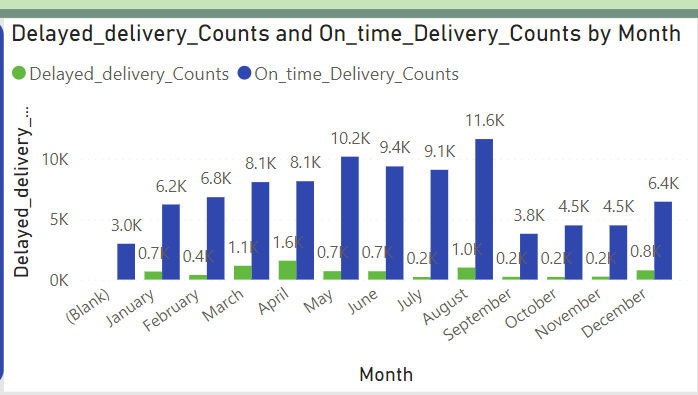 Delayed_delivery_Counts and On_time_Delivery_Counts by Month
Delayed_delivery_Counts On_time_Delivery_Counts
Delayed_delivery_...
10K
5K
0K
3.0K
0.7K
6.2K
0.4K
6.8K
1.1K
8.1K
1.6K
8.1K
0.7K
10.2K
0.7K
9.4K
0.2K
9.1K
1.0K
11.6K
0.2K
3.8K
0.2K
4.5K
0.2K
4.5K
0.8K
6.4K
(Blank)
January
February
March
April
May
June
July
August
September
October
November
December
Month